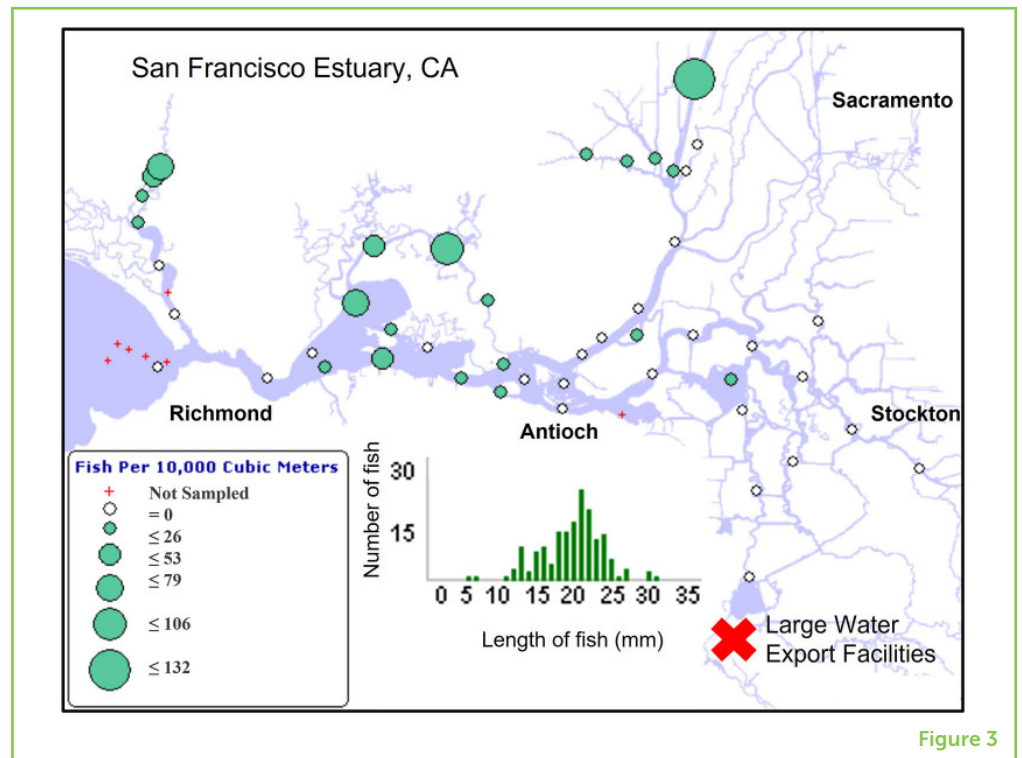 San Francisco Estuary, CA
Sacramento
Richmond
Antioch
Stockton
Fish Per 10,000 Cubic Meters
Not Sampled
= 0
≤ 26
≤ 53
≤ 79
≤ 106
≤ 132
Number of fish
30
15
0 5 10 15 20 25 30 35
Length of fish (mm)
Large Water
Export Facilities
Figure 3